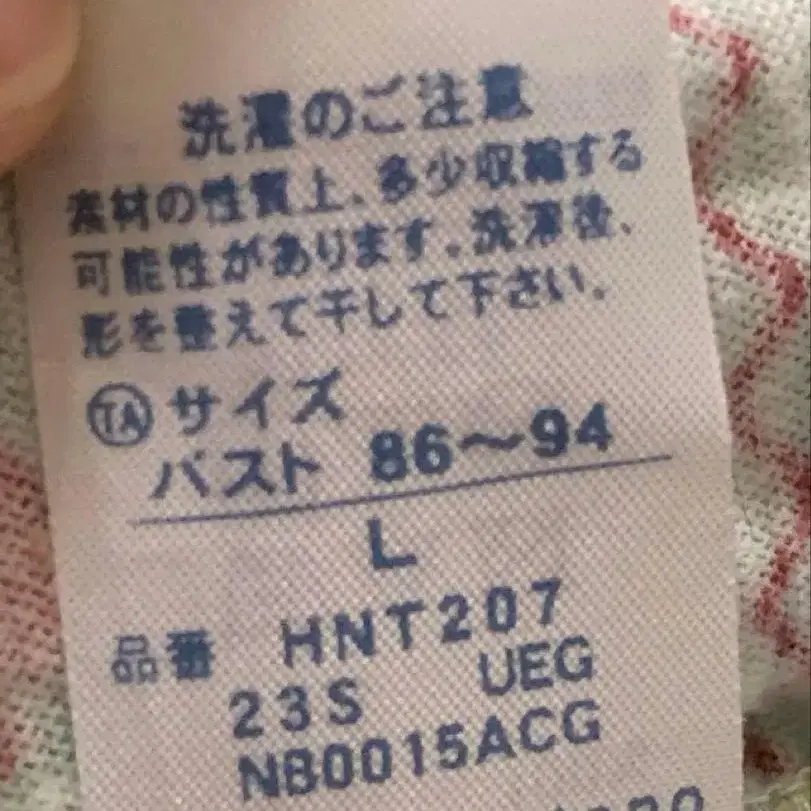 洗濯のご注意
素材の性質上、多少収縮する
可能性があります。洗濯後、
形を整えて干して下さい。
TA サイズ
バスト 86〜94
L
品番 HNT207
23S UEG
NB0015ACG